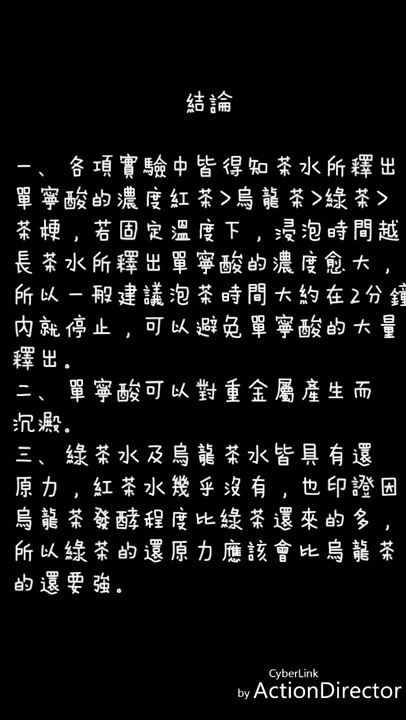 結論
一、各項實驗中皆得知茶水所釋出
單寧酸的濃度紅茶>烏龍茶>綠茶>
茶梗，若固定溫度下，浸泡時間越
長茶水所釋出單寧酸的濃度愈大，
所以一般建議泡茶時間大約在2分鐘
內就停止，可以避免單寧酸的大量
釋出。
二、單寧酸可以對重金屬產生而
沉澱。
三、綠茶水及烏龍茶水皆具有還
原力，紅茶水幾乎沒有，也印證因
烏龍茶發酵程度比綠茶還來的多，
所以綠茶的還原力應該會比烏龍茶
的還要強。
CyberLink
by ActionDirector